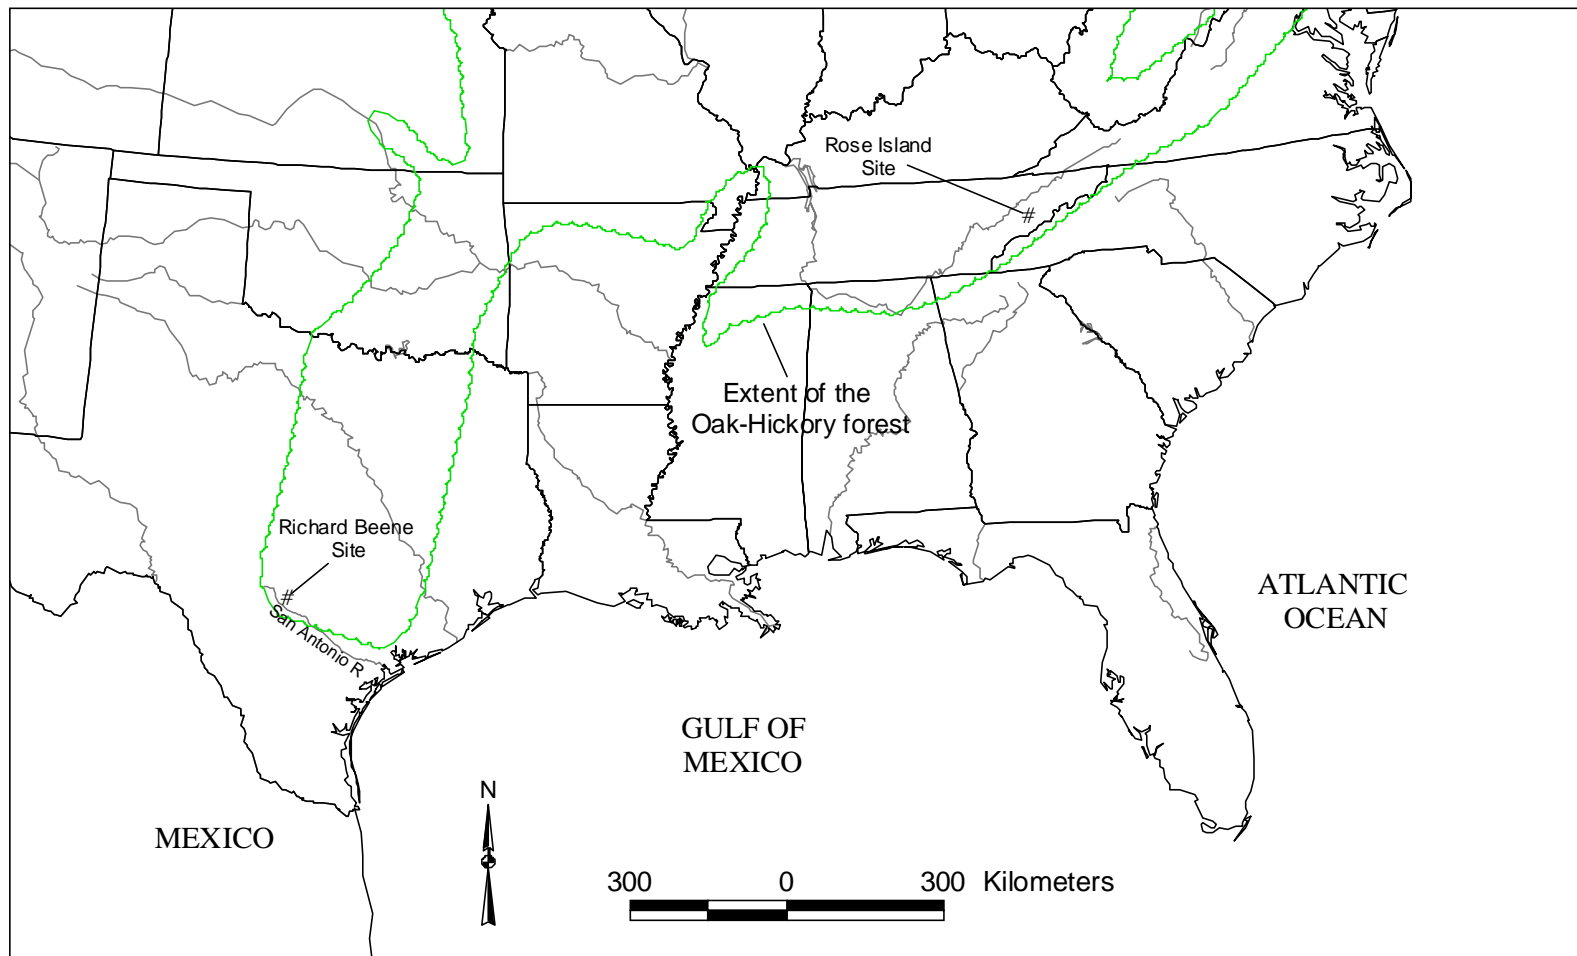 Rose Island
Site
#
Extent of the
Oak-Hickory forest
Richard Beene
Site
#
San Antonio R
ATLANTIC
OCEAN
GULF OF
MEXICO
MEXICO
N
300 0 300 Kilometers